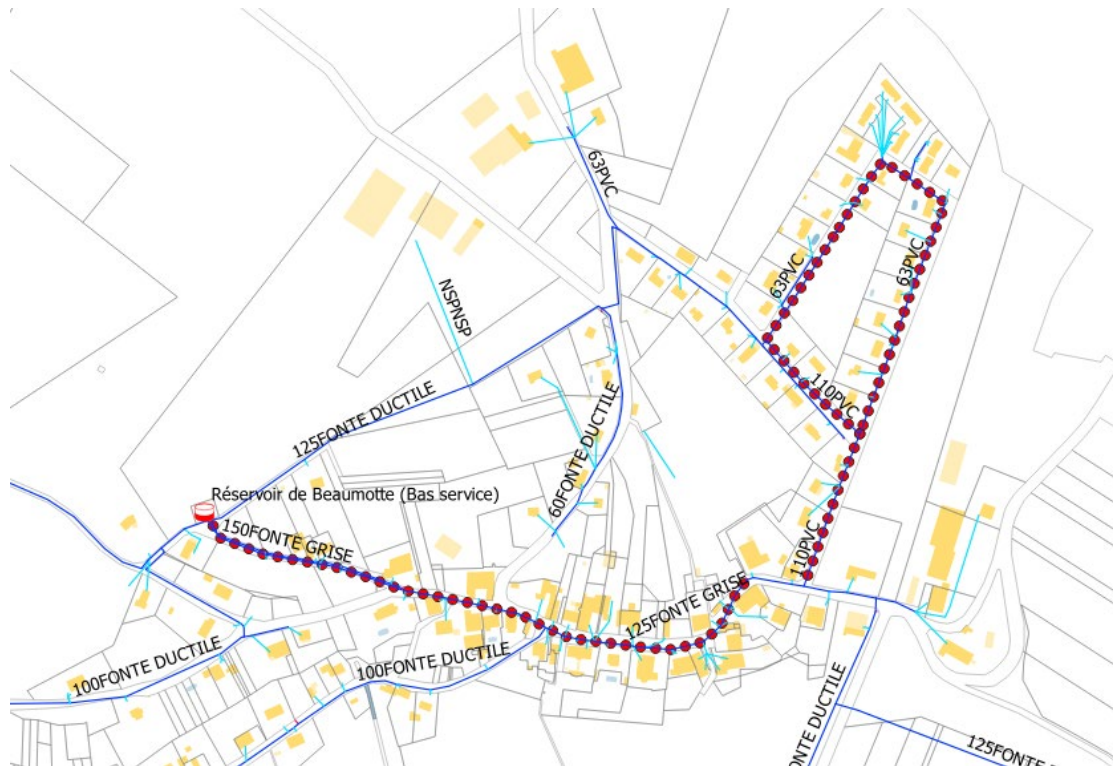 63PVC
63PVC
63PVC
NSPNSP
110PVC
125FONTE DUCTILE
60FONTE DUCTILE
Réservoir de Beaumotte (Bas service)
150FONTE GRISE
110PVC
125FONTE GRISE
100FONTE DUCTILE
100FONTE DUCTILE
ONTE DUCTILE
125FONTE DU